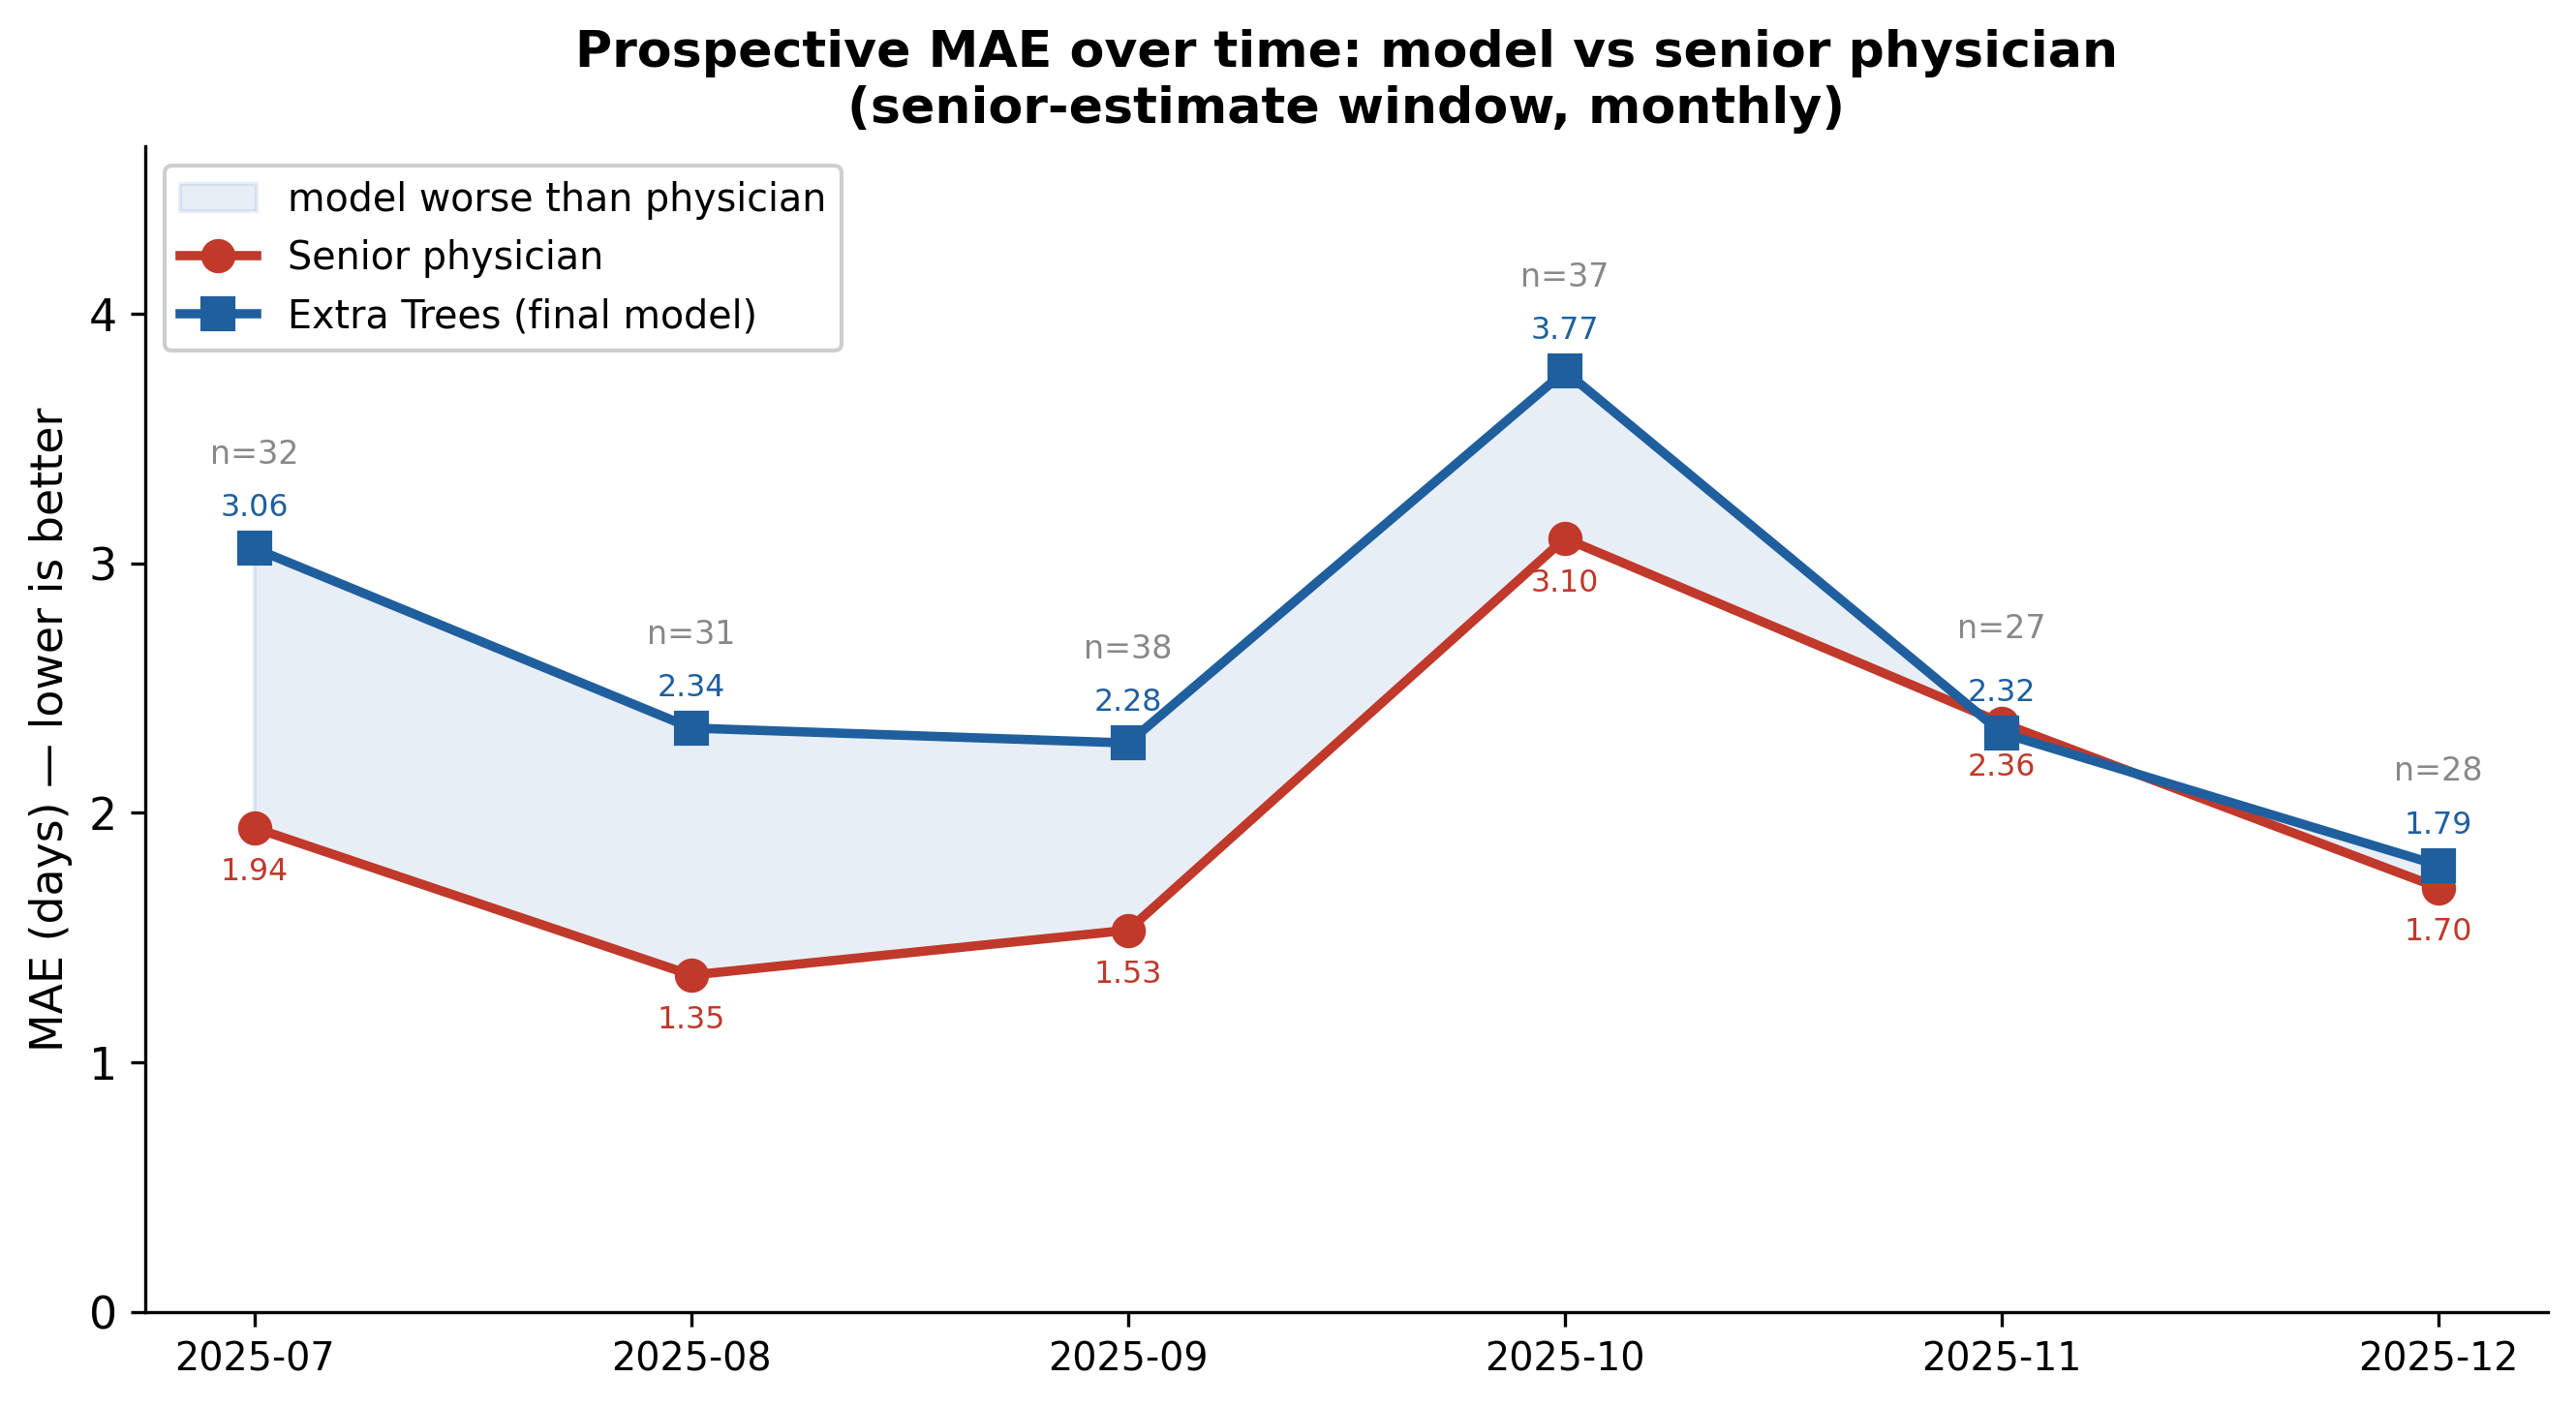 Prospective MAE over time: model vs senior physician
(senior-estimate window, monthly)
model worse than physician
Senior physician
Extra Trees (final model)
MAE (days) — lower is better
4
3
2
1
0
n=32
3.06
1.94
n=31
2.34
1.35
n=38
2.28
1.53
n=37
3.77
3.10
n=27
2.32
2.36
n=28
1.79
1.70
2025-07
2025-08
2025-09
2025-10
2025-11
2025-12